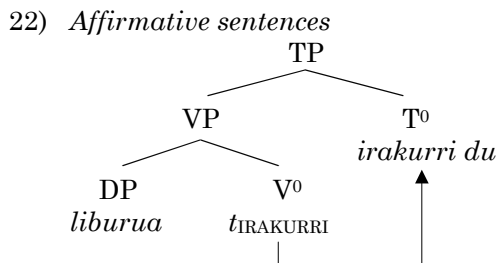 22) Affirmative sentences
TP
VP T⁰
irakurri du
DP V⁰
liburua tIRAKURRI